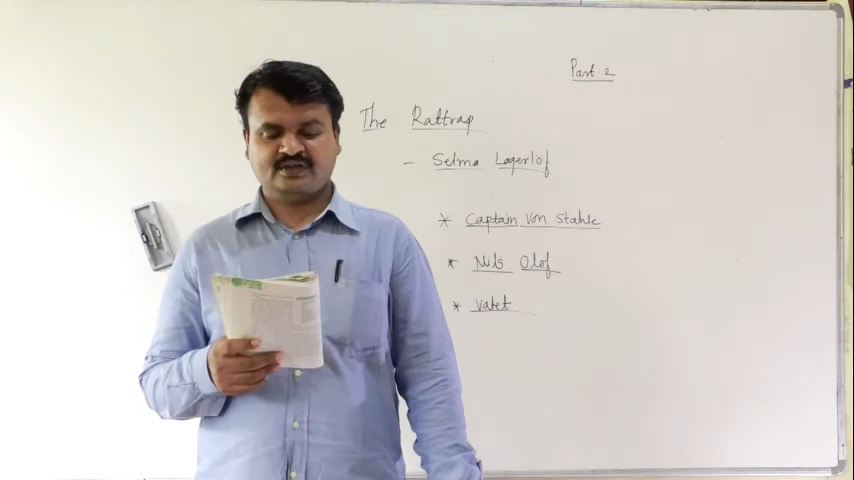 Part 2
The Rattrap
- Selma Lagerlof
* Captain Von Stahle
* Nils Olof
* Valet